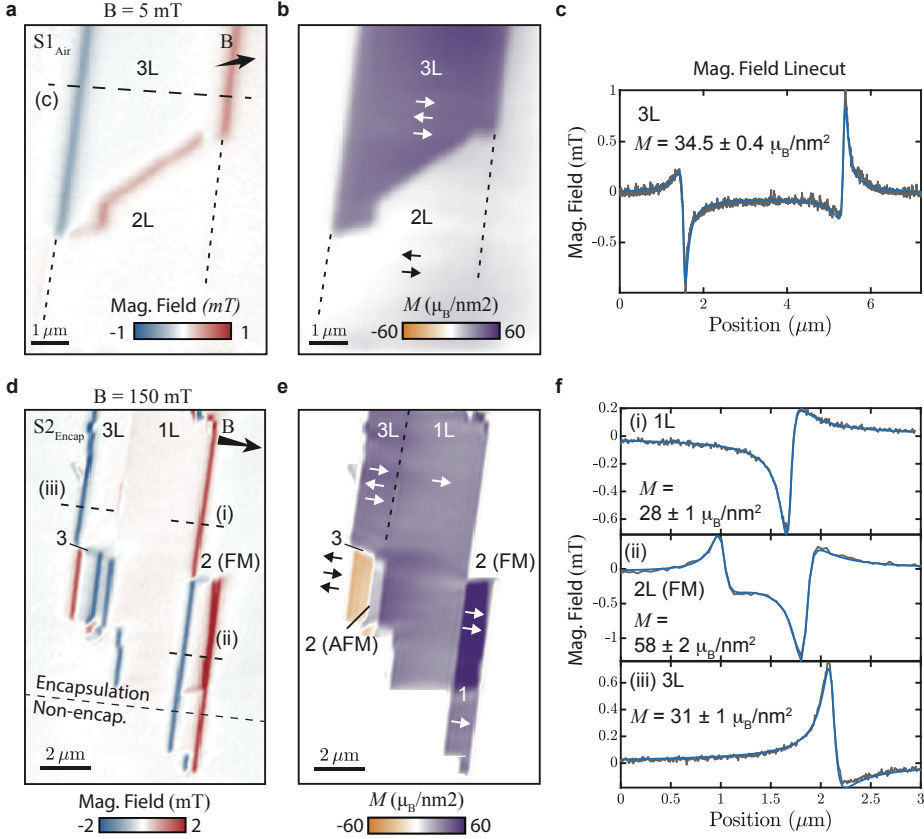 a
B = 5 mT
S1Air
3L
B
(c)
2L
Mag. Field (mT)
1 μm
-1
1
b
3L
2L
M (μB/nm2)
1 μm
-60
60
c
Mag. Field Linecut
3L
M = 34.5 ± 0.4 μB/nm²
Mag. Field (mT)
1
0.5
0
-0.5
0
2
4
6
Position (μm)
d
B = 150 mT
S2Encap
3L
1L
B
(iii)
(i)
3
2 (FM)
(ii)
Encapsulation
Non-encap.
2 μm
Mag. Field (mT)
-2
2
e
3L
1L
3
2 (FM)
2 (AFM)
1
2 μm
M (μB/nm2)
-60
60
f
(i) 1L
M =
28 ± 1 μB/nm²
0.2
0
-0.2
-0.4
-0.6
(ii)
2L (FM)
M =
58 ± 2 μB/nm²
0
-0.5
-1
(iii) 3L
M = 31 ± 1 μB/nm²
0.6
0.4
0.2
0
Mag. Field (mT)
0
0.5
1
1.5
2
2.5
3
Position (μm)